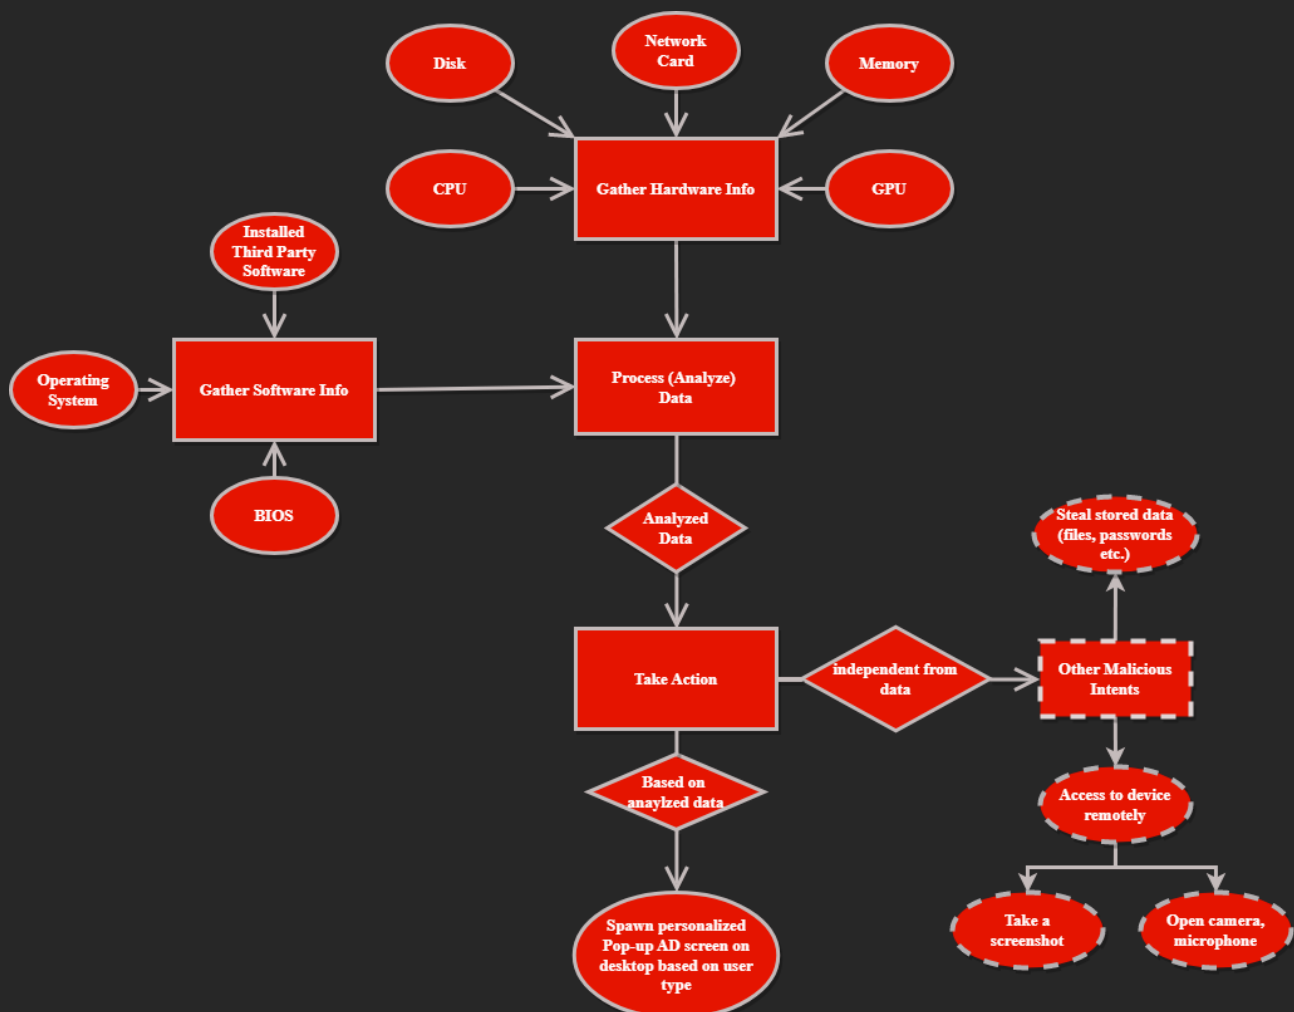 Disk
Network
Card
Memory
CPU
Gather Hardware Info
GPU
Installed
Third Party
Software
Operating
System
Gather Software Info
Process (Analyze)
Data
BIOS
Analyzed
Data
Steal stored data
(files, passwords
etc.)
Take Action
independent from
data
Other Malicious
Intents
Based on
anaylzed data
Access to device
remotely
Spawn personalized
Pop-up AD screen on
desktop based on user
type
Take a
screenshot
Open camera,
microphone